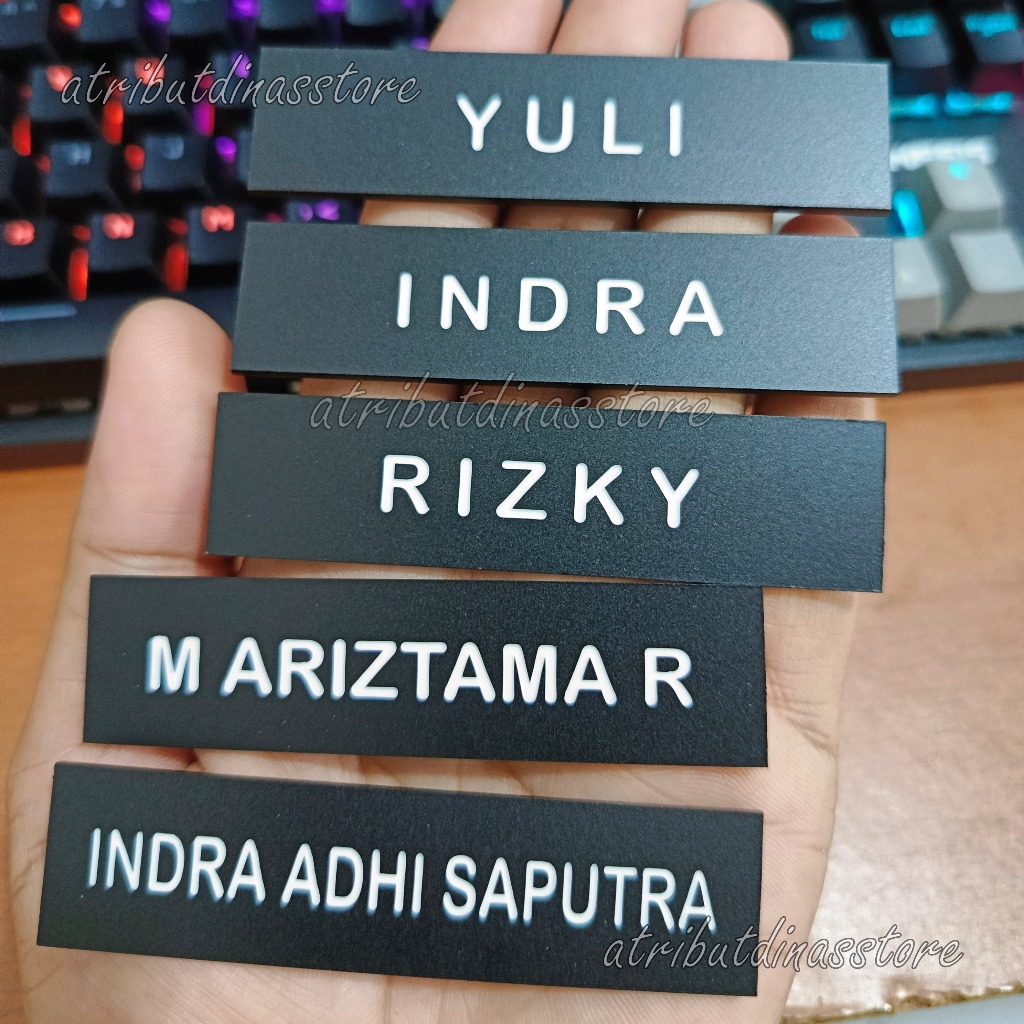 atributdinasstore
YULI
INDRA
atributdinasstore
RIZKY
M ARIZTAMA R
INDRA ADHI SAPUTRA
atributdinasstore